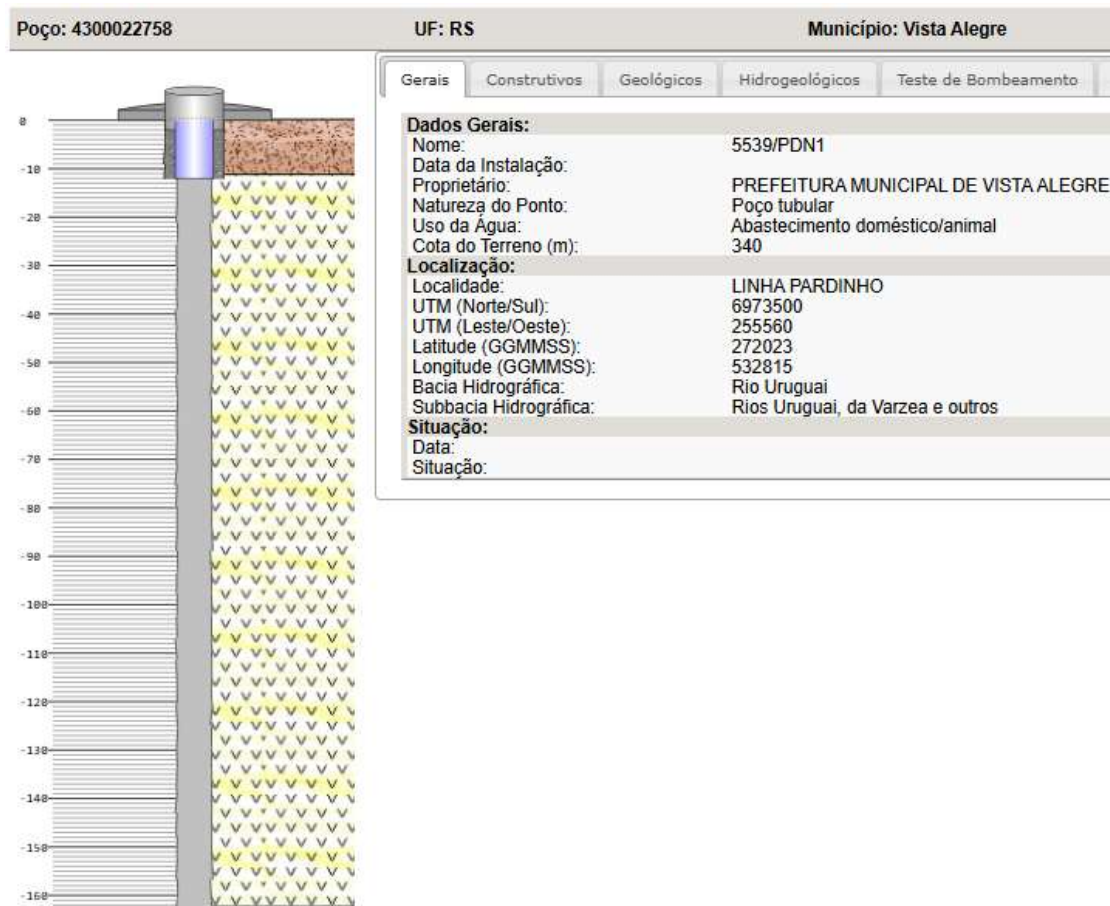 Poço: 4300022758 UF: RS Município: Vista Alegre
Gerais Construtivos Geológicos Hidrogeológicos Teste de Bombeamento
Dados Gerais:
Nome: 5539/PDN1
Data da Instalação:
Proprietário: PREFEITURA MUNICIPAL DE VISTA ALEGRE
Natureza do Ponto: Poço tubular
Uso da Água: Abastecimento doméstico/animal
Cota do Terreno (m): 340
Localização:
Localidade: LINHA PARDINHO
UTM (Norte/Sul): 6973500
UTM (Leste/Oeste): 255560
Latitude (GGMMSS): 272023
Longitude (GGMMSS): 532815
Bacia Hidrográfica: Rio Uruguai
Subbacia Hidrográfica: Rios Uruguai, da Varzea e outros
Situação:
Data:
Situação:
0
-10
-20
-30
-40
-50
-60
-70
-80
-90
-100
-110
-120
-130
-140
-150
-160